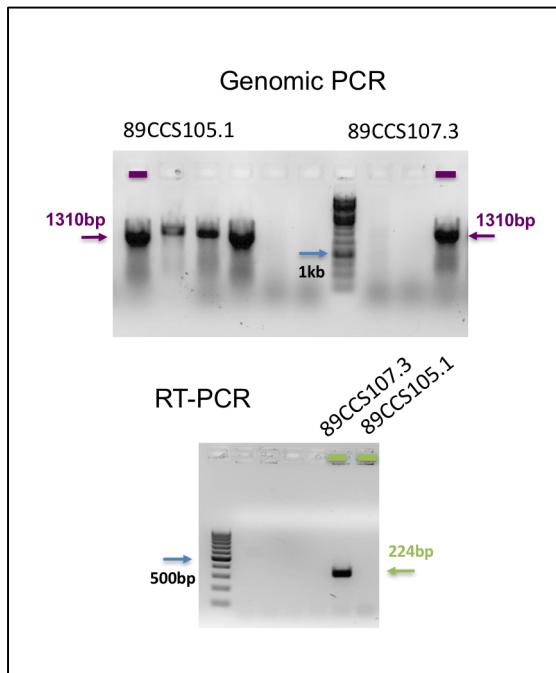 Genomic PCR
89CCS105.1
89CCS107.3
1310bp
1310bp
1kb
RT-PCR
89CCS107.3
89CCS105.1
500bp
224bp